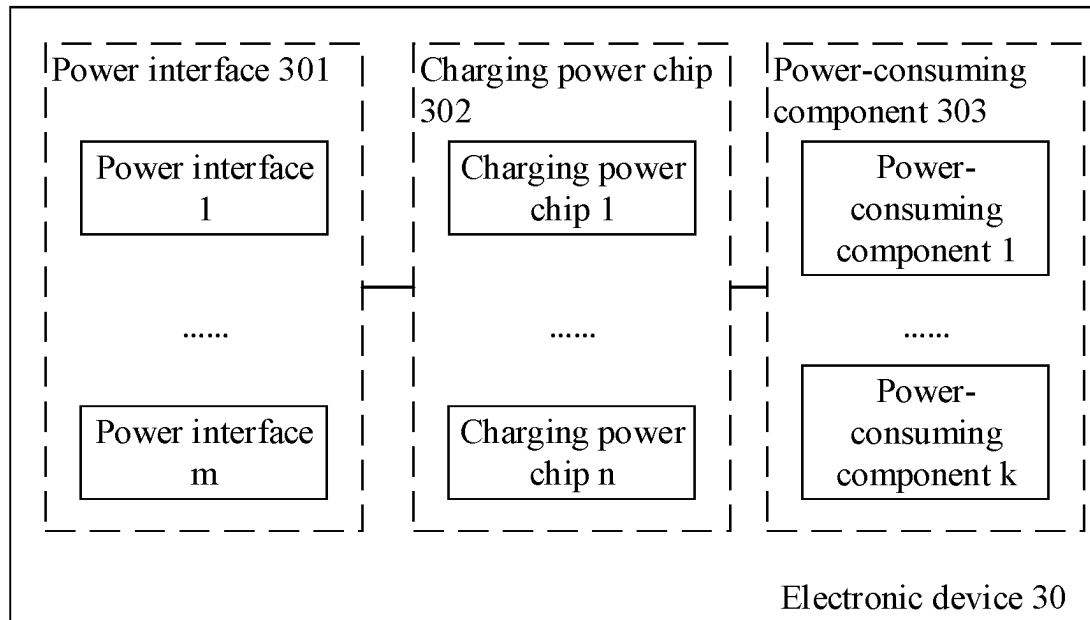 Power interface 301
Power interface
1
......
Power interface
m
Charging power chip
302
Charging power
chip 1
......
Charging power
chip n
Power-consuming
component 303
Power-
consuming
component 1
......
Power-
consuming
component k
Electronic device 30